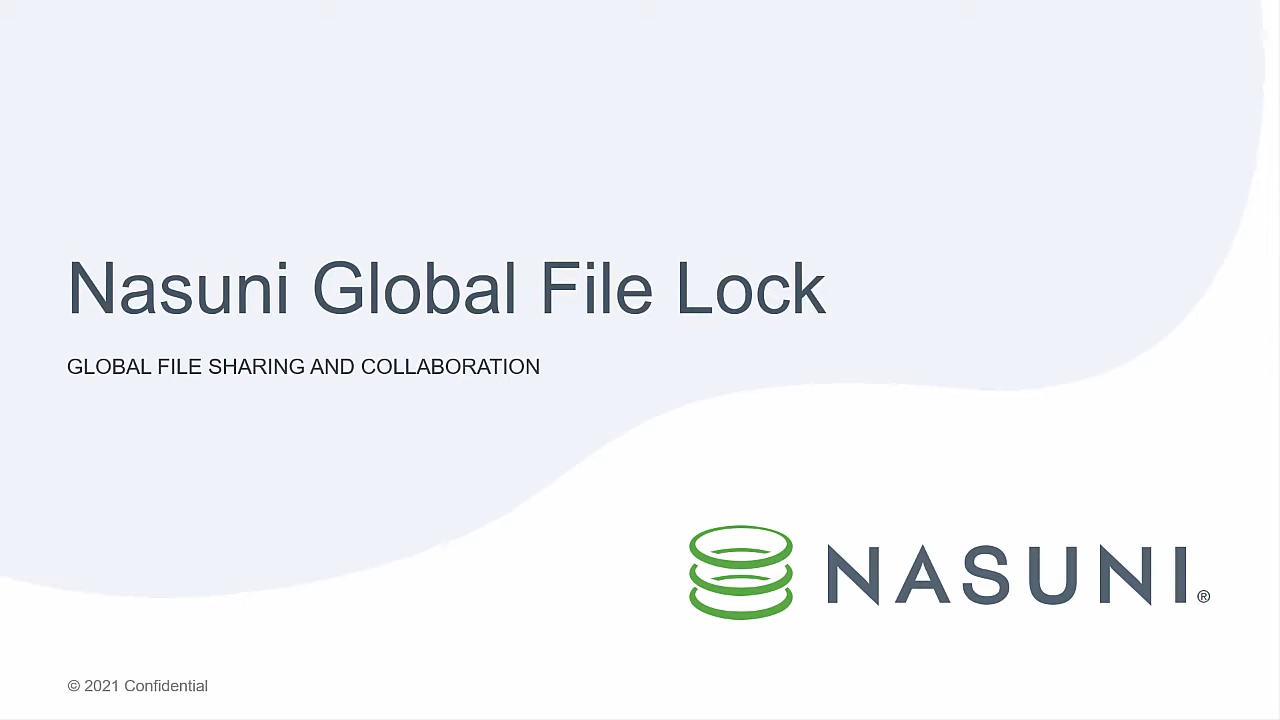 Nasuni Global File Lock
GLOBAL FILE SHARING AND COLLABORATION
NASUNI®
© 2021 Confidential